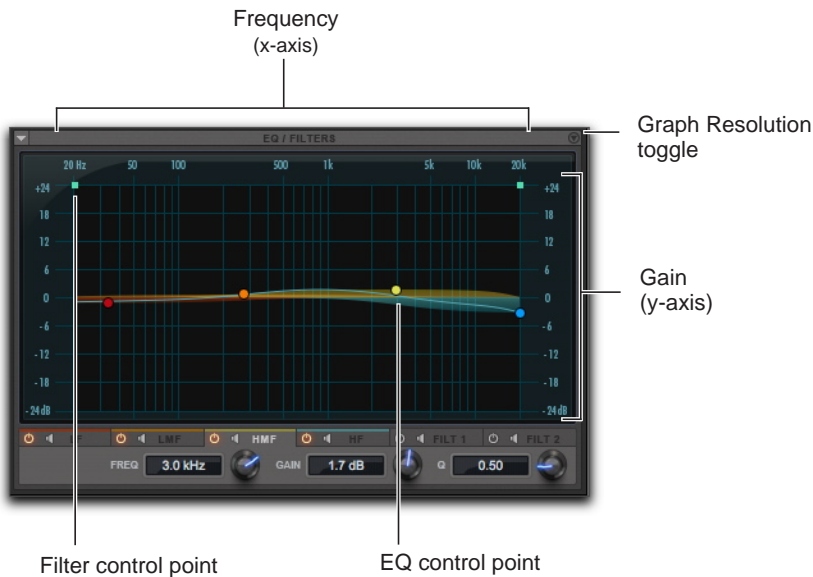 Frequency
(x-axis)
Graph Resolution
toggle
EQ / FILTERS
20 Hz 50 100 500 1k 5k 10k 20k
+24 +24
18 18
12 12
6 6
0 0
-6 -6
-12 -12
-18 -18
-24 dB -24 dB
Gain
(y-axis)
LMF HMF HF FILT 1 FILT 2
FREQ 3.0 kHz GAIN 1.7 dB Q 0.50
Filter control point
EQ control point